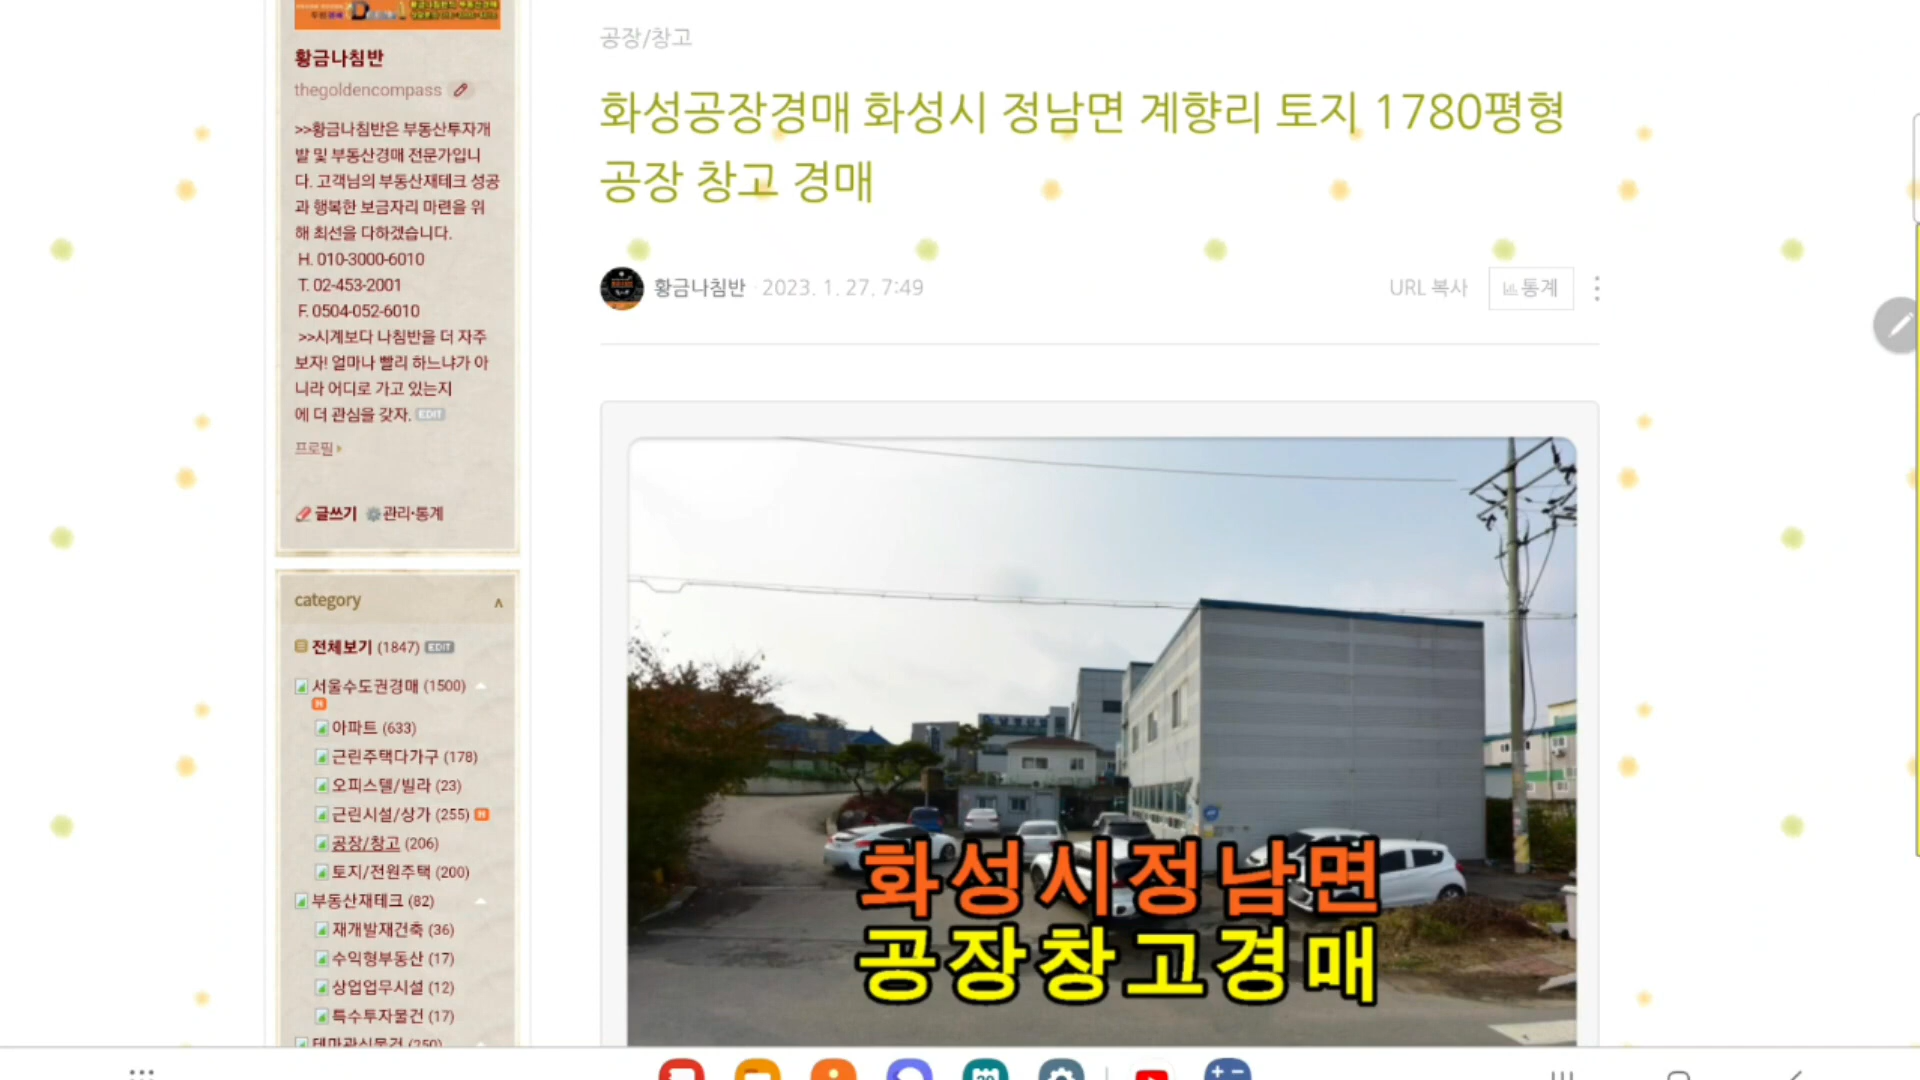 황금나침반
thegoldencompass
>>황금나침반은 부동산투자개
발 및 부동산경매 전문가입니
다. 고객님의 부동산재테크 성공
과 행복한 보금자리 마련을 위
해 최선을 다하겠습니다.
H. 010-3000-6010
T. 02-453-2001
F. 0504-052-6010
>>시계보다 나침반을 더 자주
보자! 얼마나 빨리 하느냐가 아
니라 어디로 가고 있는지
에 더 관심을 갖자. EDIT
프로필
글쓰기 관리·통계
category
전체보기 (1847) EDIT
서울수도권경매 (1500)
N
아파트 (633)
근린주택다가구 (178)
오피스텔/빌라 (23)
근린시설/상가 (255) N
공장/창고 (206)
토지/전원주택 (200)
부동산재테크 (82)
재개발재건축 (36)
수익형부동산 (17)
상업업무시설 (12)
특수투자물건 (17)
테마관심물건 (250)
공장/창고
화성공장경매 화성시 정남면 계향리 토지 1780평형
공장 창고 경매
황금나침반 · 2023. 1. 27. 7:49
URL 복사 통계
화성시정남면
공장창고경매